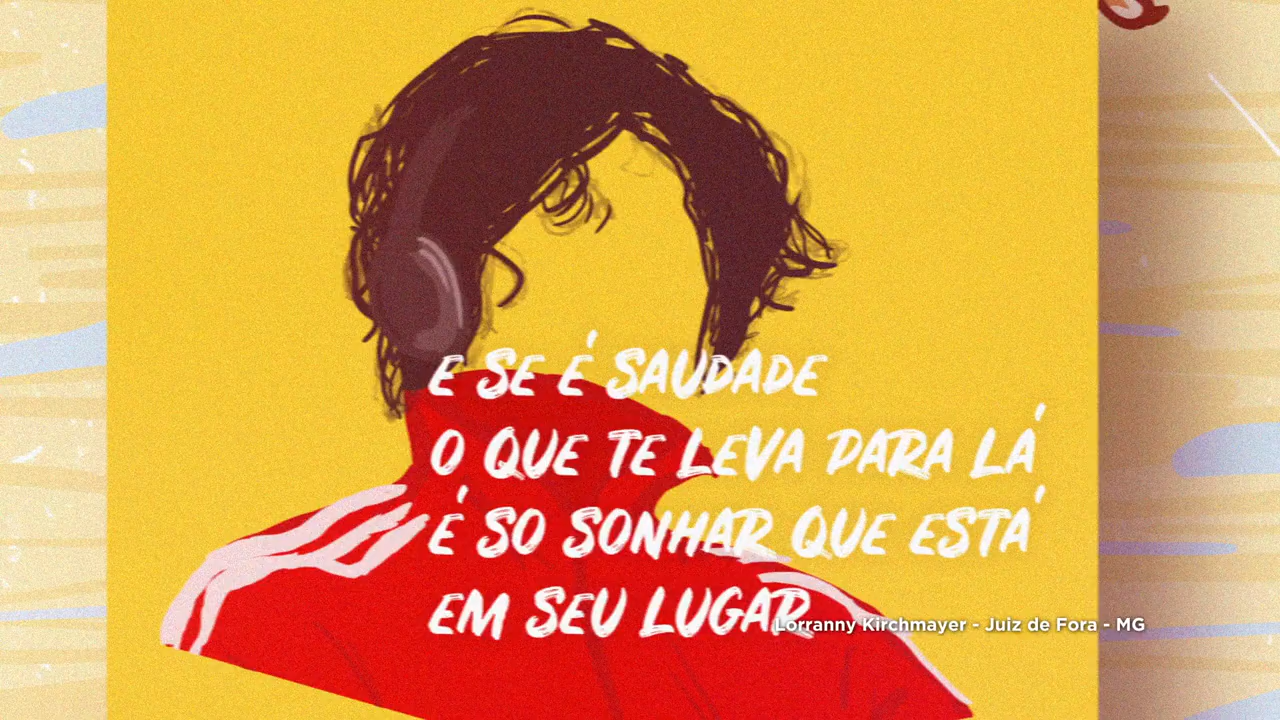 E SE É SAUDADE
O QUE TE LEVA PARA LÁ
É SO SONHAR QUE ESTÁ
EM SEU LUGAR
Lorranny Kirchmayer - Juiz de Fora - MG